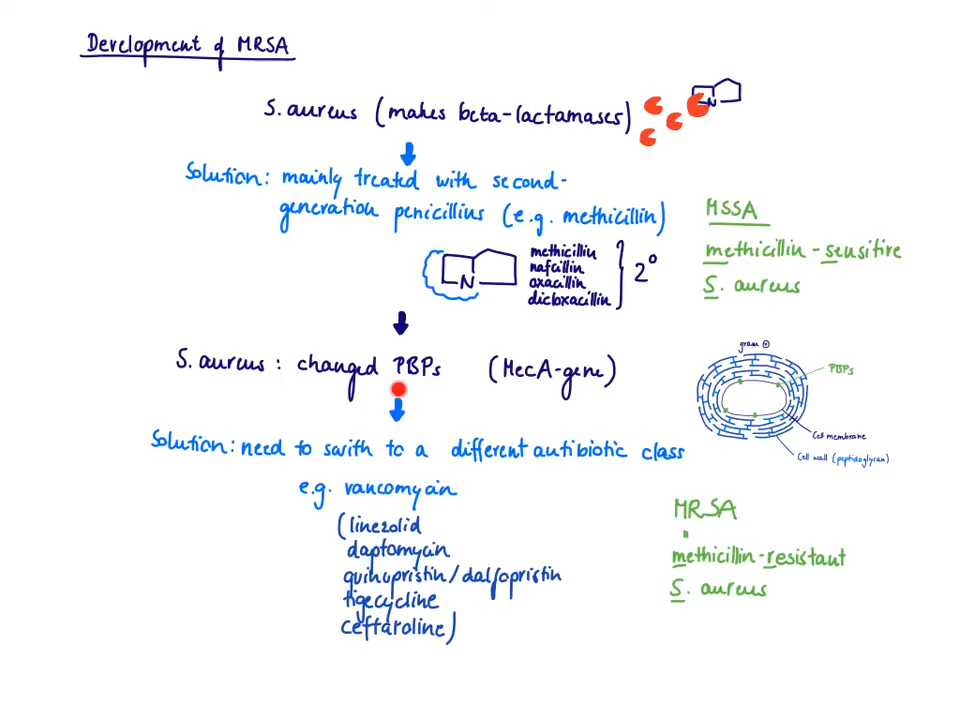 Development of MRSA
S. aureus (makes beta-lactamases)
N
Solution: mainly treated with second-
generation penicillins (e.g. methicillin)
MSSA
methicillin-sensitive
S. aureus
N
methicillin
nafcillin
oxacillin
dicloxacillin
2°
S. aureus: changed PBPs (MecA-gene)
gram ⊕
PBPs
Cell membrane
Cell wall (peptidoglycan)
Solution: need to swith to a different antibiotic class
e.g. vancomycin
(linezolid
daptomycin
quinupristin/dalfopristin
tigecycline
ceftaroline)
MRSA
"
methicillin-resistant
S. aureus